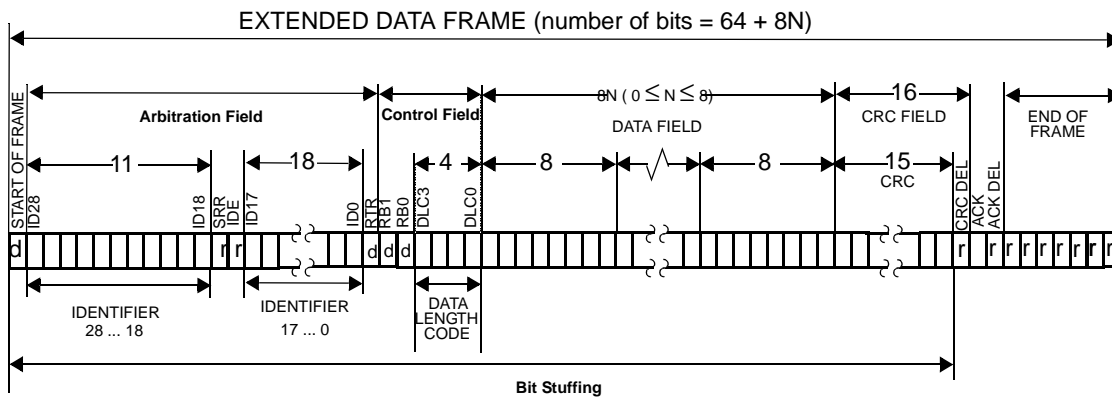 EXTENDED DATA FRAME (number of bits = 64 + 8N)
8N ( 0 ≤ N ≤ 8)
16
Arbitration Field
Control Field
DATA FIELD
CRC FIELD
END OF
FRAME
11
18
4
8
8
15
CRC
START OF FRAME
ID28
ID18
SRR
IDE
ID17
ID0
RTR
RB1
RB0
DLC3
DLC0
CRC DEL
ACK
ACK DEL
d r r d d d r r r r r r r r r
IDENTIFIER
28 ... 18
IDENTIFIER
17 ... 0
DATA
LENGTH
CODE
Bit Stuffing